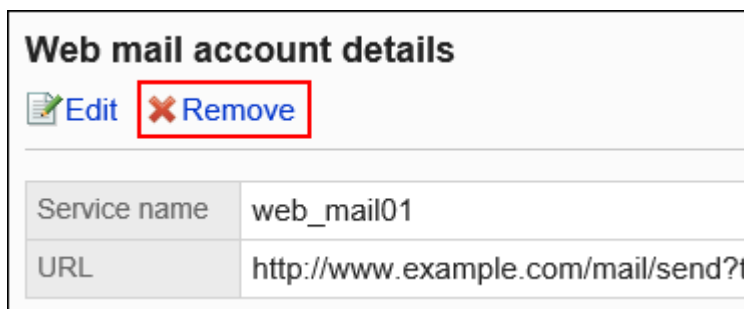 Web mail account details
Edit Remove
Service name web_mail01
URL http://www.example.com/mail/send?t